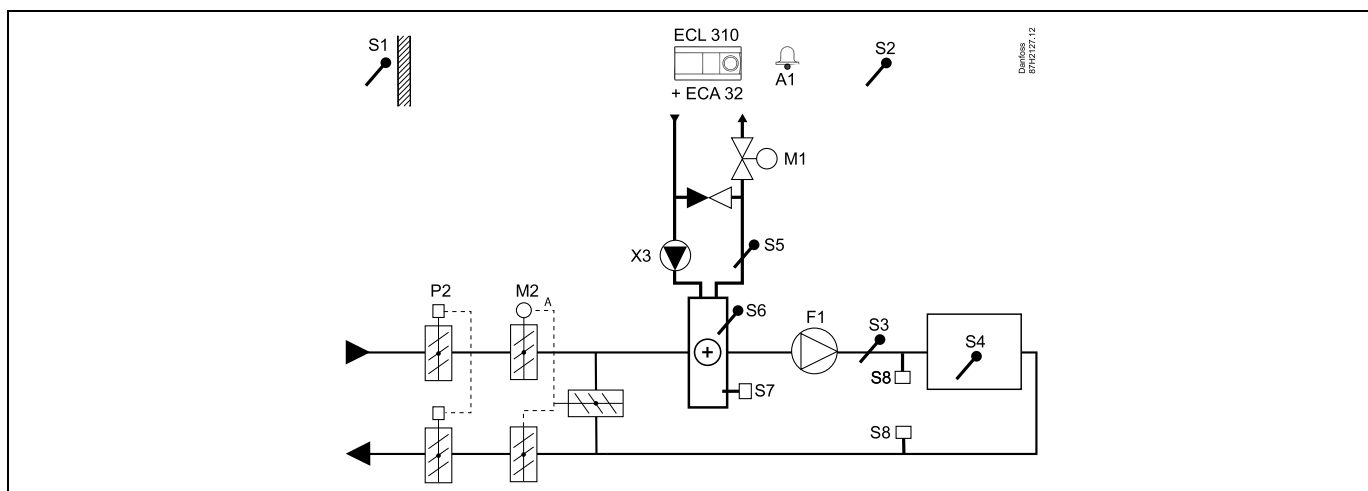 S1
ECL 310
A1
+ ECA 32
S2
Danfoss
87H2127.12
M1
X3
S5
P2
M2
A
S6
F1
S3
S4
S8
S7
S8